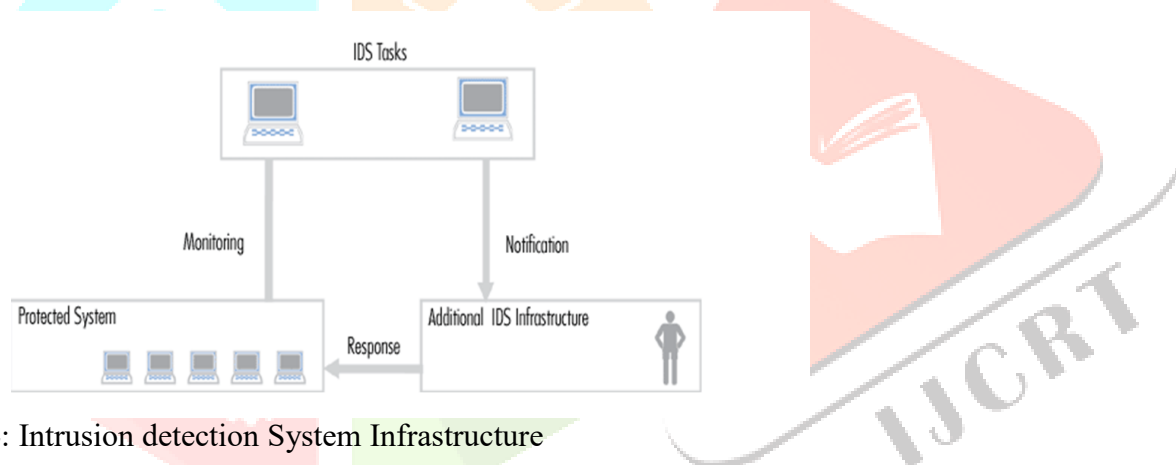 IDS Tasks
Monitoring
Notification
Protected System
Additional IDS Infrastructure
Response
IJCRT
: Intrusion detection System Infrastructure